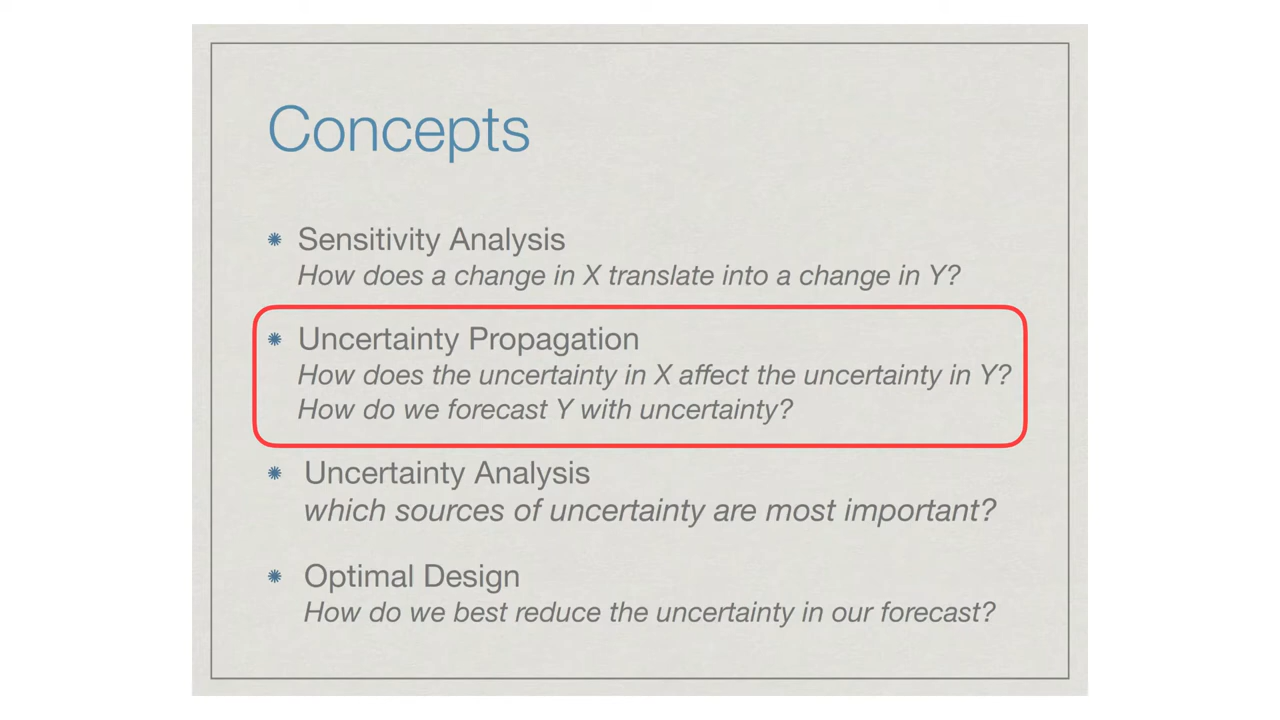 Concepts
Sensitivity Analysis
How does a change in X translate into a change in Y?
Uncertainty Propagation
How does the uncertainty in X affect the uncertainty in Y?
How do we forecast Y with uncertainty?
Uncertainty Analysis
which sources of uncertainty are most important?
Optimal Design
How do we best reduce the uncertainty in our forecast?